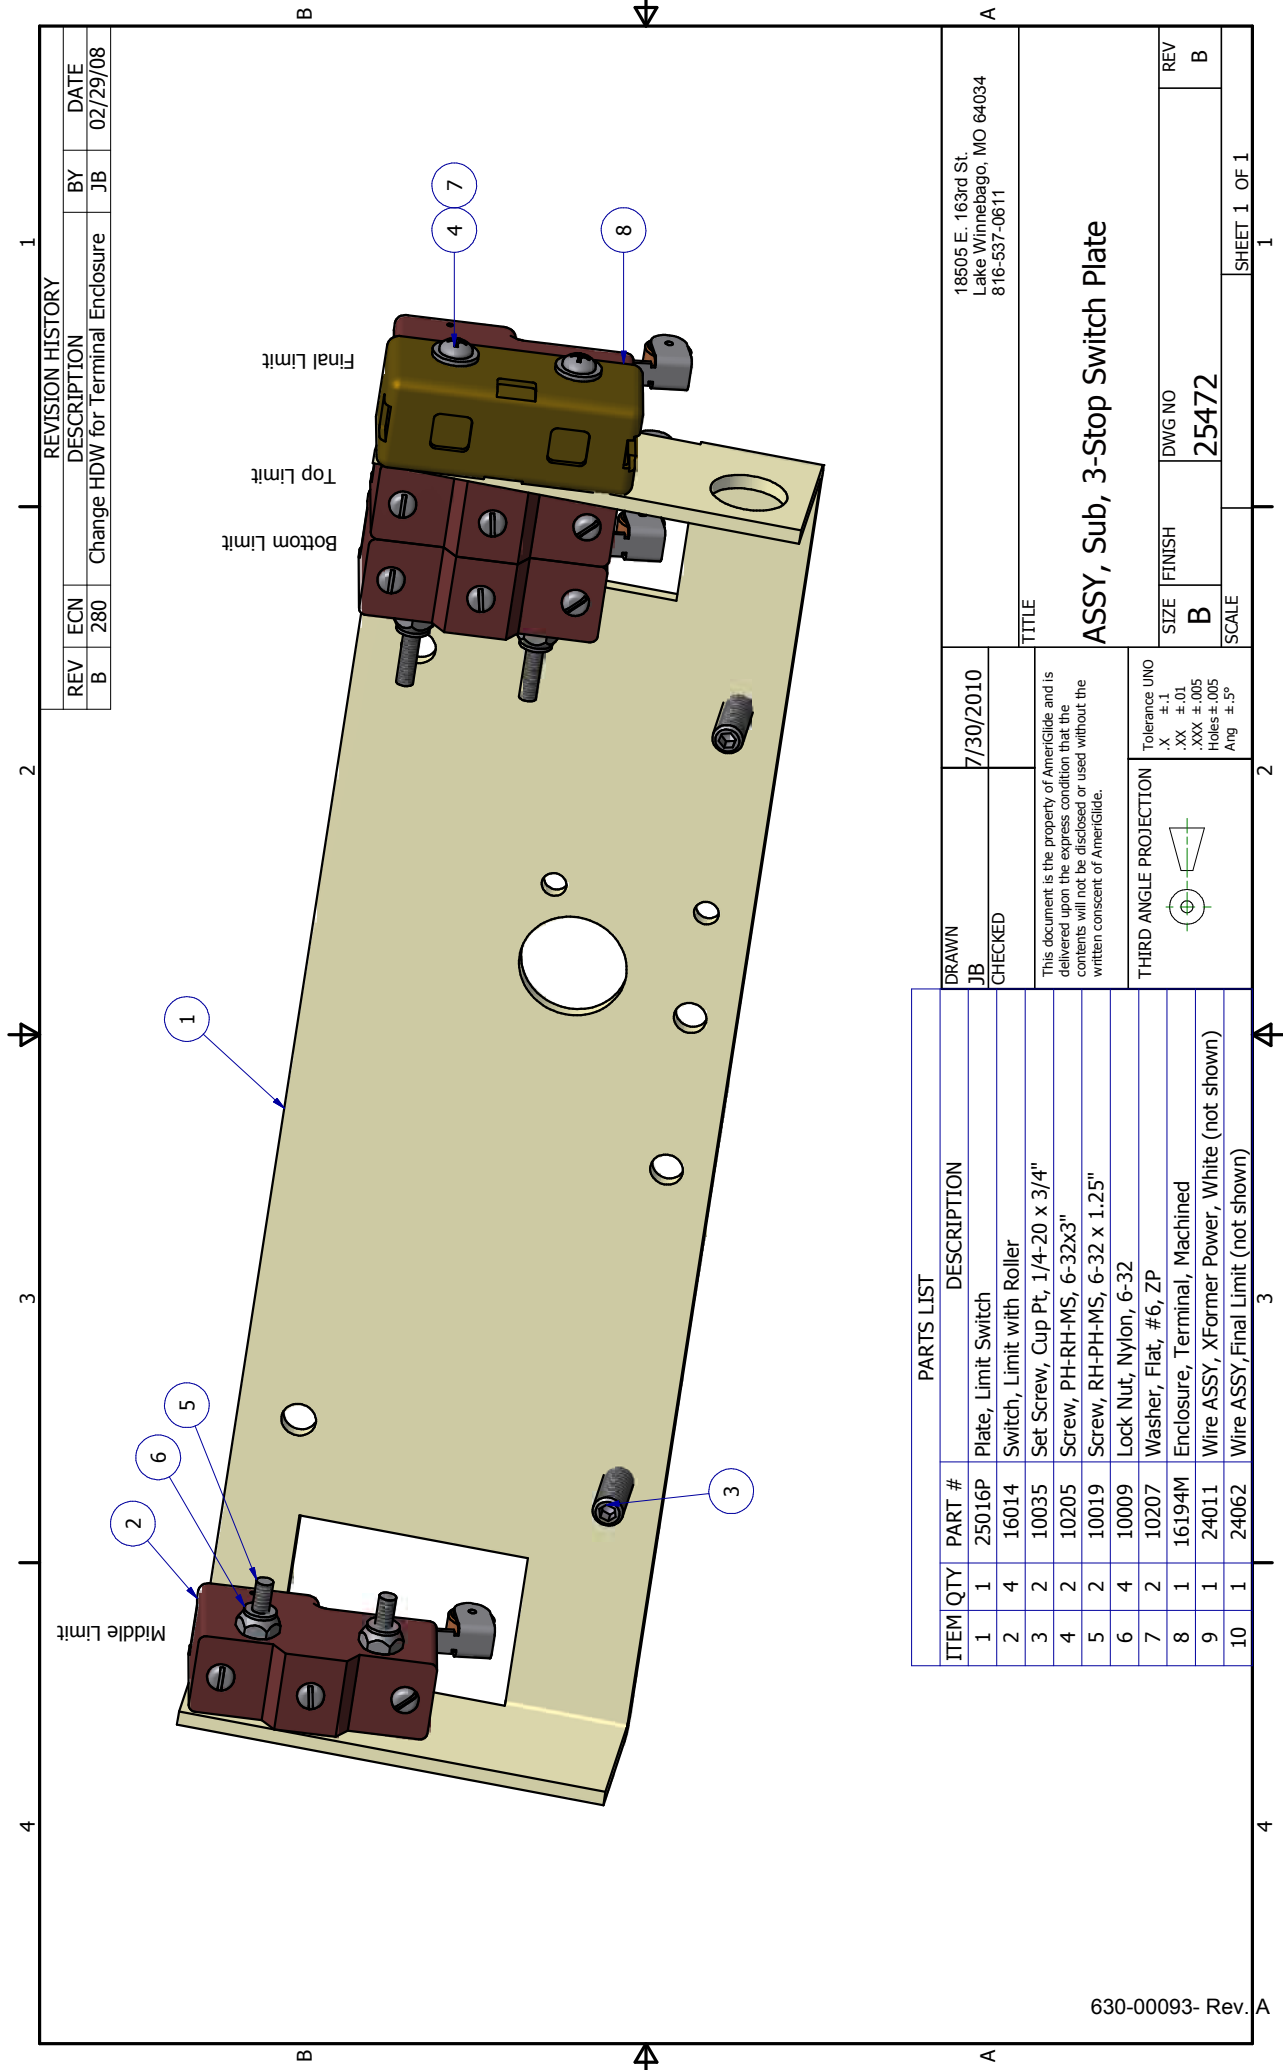 REVISION HISTORY
REV ECN DESCRIPTION BY DATE
B 280 Change HDW for Terminal Enclosure JB 02/29/08
4 3 2 1
B
A
Middle Limit
Bottom Limit
Top Limit
Final Limit
2
6
5
1
3
4 7
8
PARTS LIST
ITEM QTY PART # DESCRIPTION
1 1 25016P Plate, Limit Switch
2 4 16014 Switch, Limit with Roller
3 2 10035 Set Screw, Cup Pt, 1/4-20 x 3/4"
4 2 10205 Screw, PH-RH-MS, 6-32x3"
5 2 10019 Screw, RH-PH-MS, 6-32 x 1.25"
6 4 10009 Lock Nut, Nylon, 6-32
7 2 10207 Washer, Flat, #6, ZP
8 1 16194M Enclosure, Terminal, Machined
9 1 24011 Wire ASSY, XFormer Power, White (not shown)
10 1 24062 Wire ASSY,Final Limit (not shown)
DRAWN
JB 7/30/2010
CHECKED
This document is the property of AmeriGlide and is
delivered upon the express condition that the
contents will not be disclosed or used without the
written conscent of AmeriGlide.
THIRD ANGLE PROJECTION
Tolerance UNO
.X ±.1
.XX ±.01
.XXX ±.005
Holes ±.005
Ang ±.5°
18505 E. 163rd St.
Lake Winnebago, MO 64034
816-537-0611
TITLE
ASSY, Sub, 3-Stop Switch Plate
SIZE FINISH DWG NO REV
B 25472 B
SCALE SHEET 1 OF 1
4 3 2 1
B
A
630-00093- Rev. A